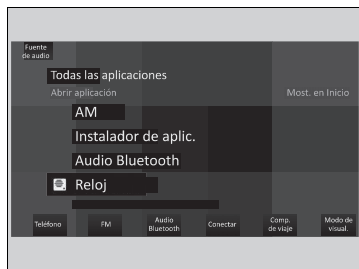 Fuente
de audio
Todas las aplicaciones
Abrir aplicación
Most. en Inicio
AM
Instalador de aplic.
Audio Bluetooth
Reloj
Teléfono
FM
Audio
Bluetooth
Conectar
Comp.
de viaje
Modo de
visual.